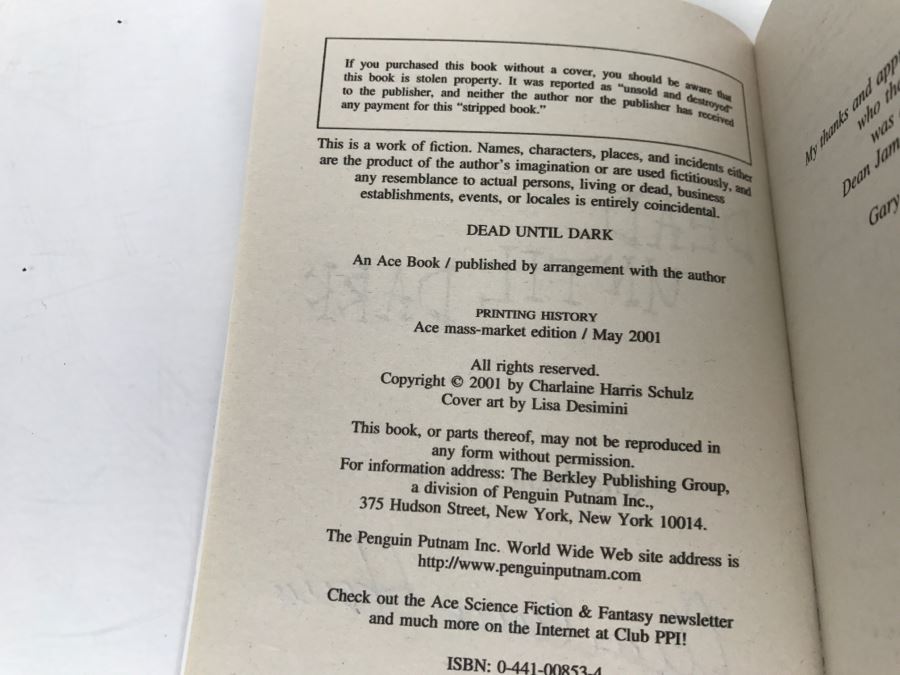 If you purchased this book without a cover, you should be aware that
this book is stolen property. It was reported as "unsold and destroyed"
to the publisher, and neither the author nor the publisher has received
any payment for this "stripped book."
This is a work of fiction. Names, characters, places, and incidents either
are the product of the author's imagination or are used fictitiously, and
any resemblance to actual persons, living or dead, business
establishments, events, or locales is entirely coincidental.
DEAD UNTIL DARK
An Ace Book / published by arrangement with the author
PRINTING HISTORY
Ace mass-market edition / May 2001
All rights reserved.
Copyright © 2001 by Charlaine Harris Schulz
Cover art by Lisa Desimini
This book, or parts thereof, may not be reproduced in
any form without permission.
For information address: The Berkley Publishing Group,
a division of Penguin Putnam Inc.,
375 Hudson Street, New York, New York 10014.
The Penguin Putnam Inc. World Wide Web site address is
http://www.penguinputnam.com
Check out the Ace Science Fiction & Fantasy newsletter
and much more on the Internet at Club PPI!
ISBN: 0-441-00853-4
My thanks and
who
was
Dean
Gary